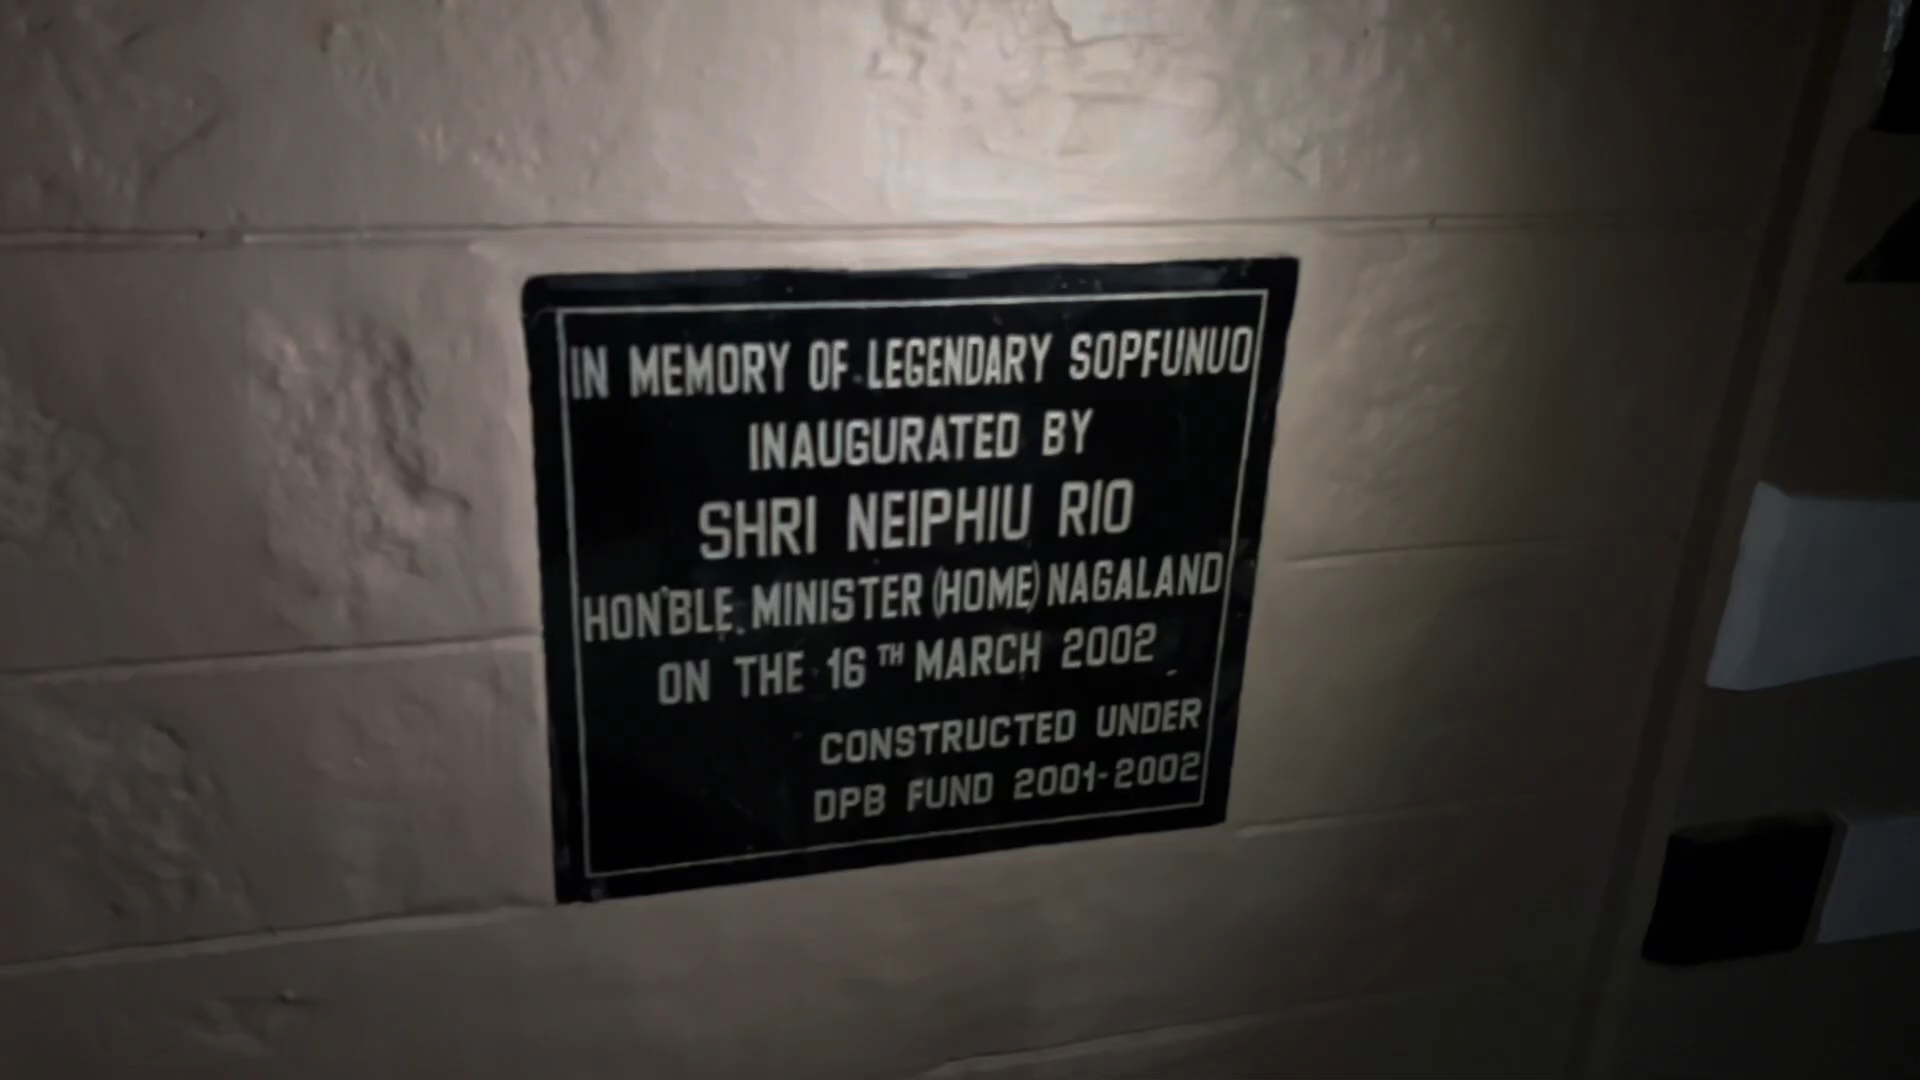 IN MEMORY OF LEGENDARY SOPFUNUO
INAUGURATED BY
SHRI NEIPHIU RIO
HON'BLE MINISTER (HOME) NAGALAND
ON THE 16TH MARCH 2002
CONSTRUCTED UNDER
DPB FUND 2001-2002